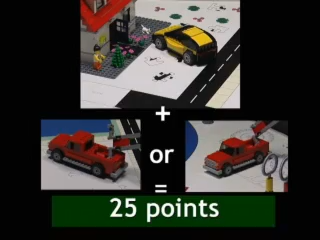 +
or
=
25 points